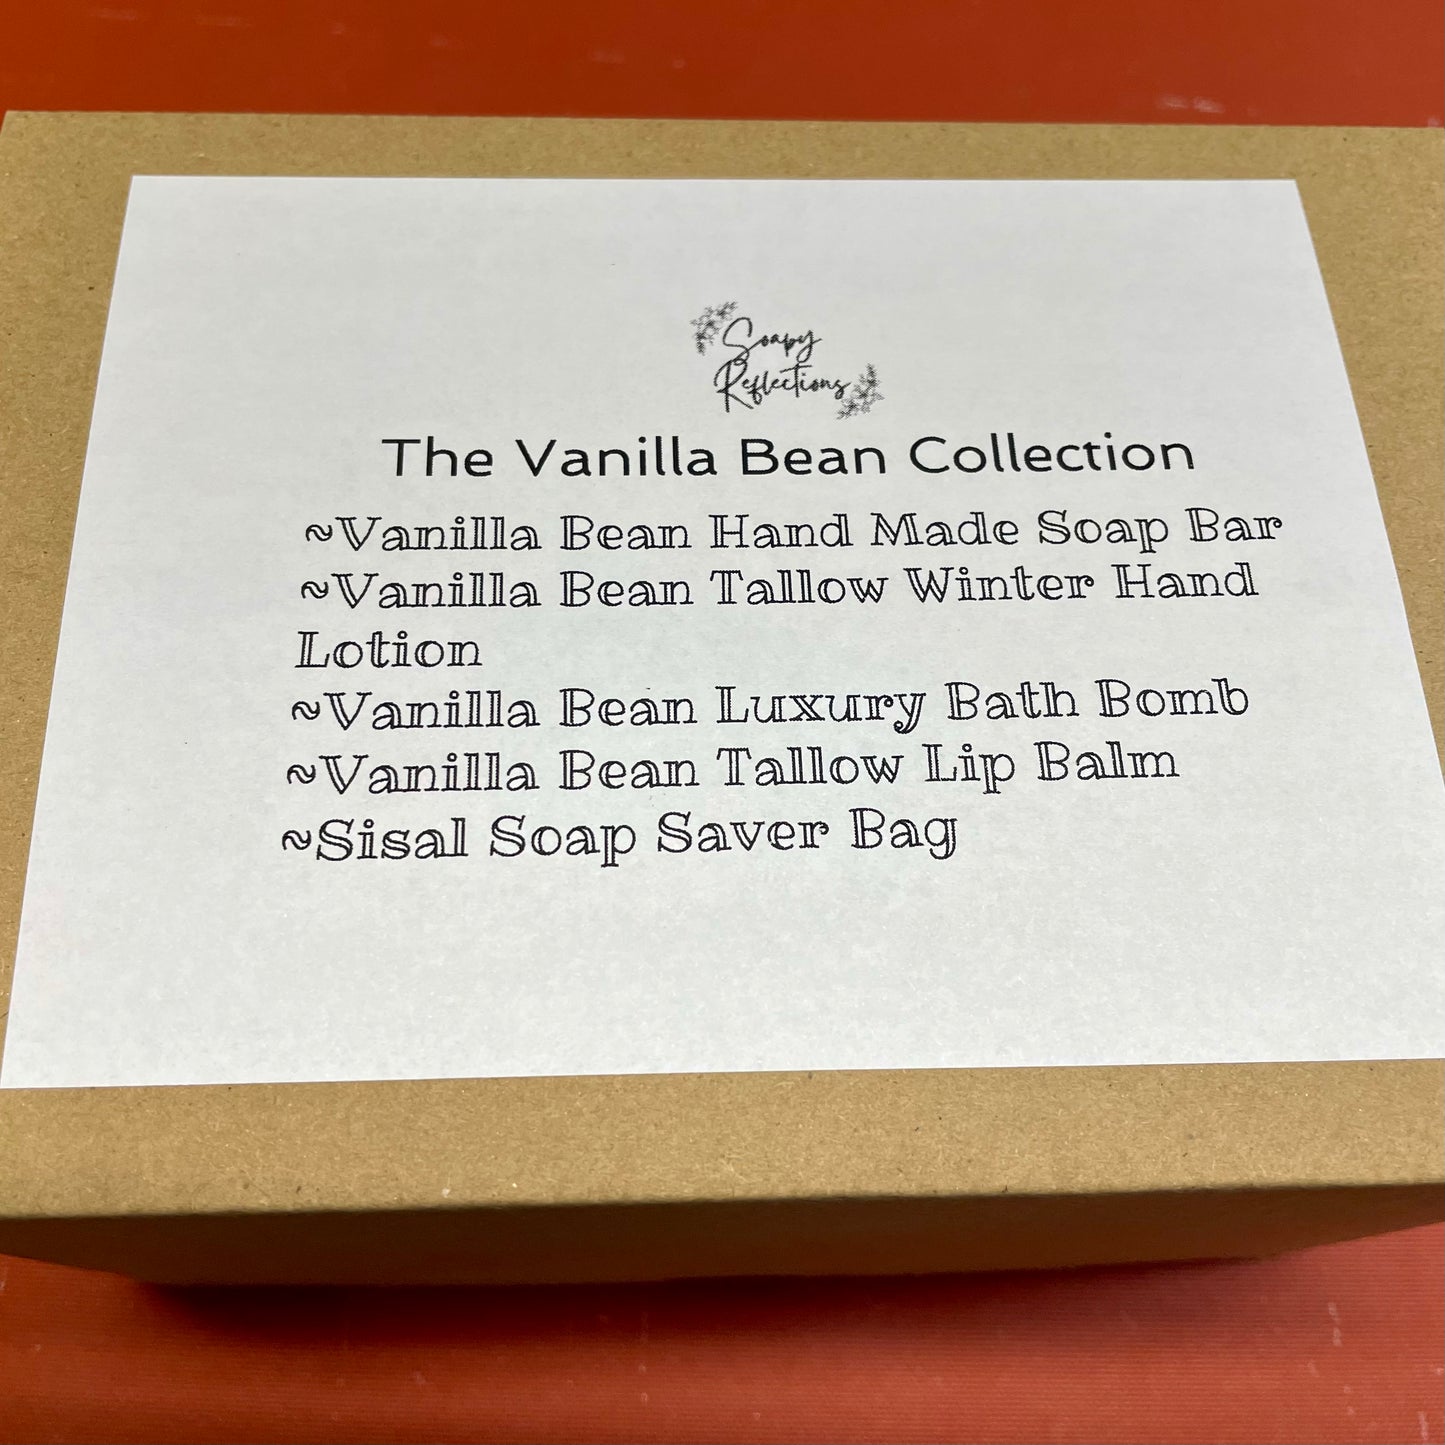 Soapy
Reflections
The Vanilla Bean Collection
~Vanilla Bean Hand Made Soap Bar
~Vanilla Bean Tallow Winter Hand
Lotion
~Vanilla Bean Luxury Bath Bomb
~Vanilla Bean Tallow Lip Balm
~Sisal Soap Saver Bag